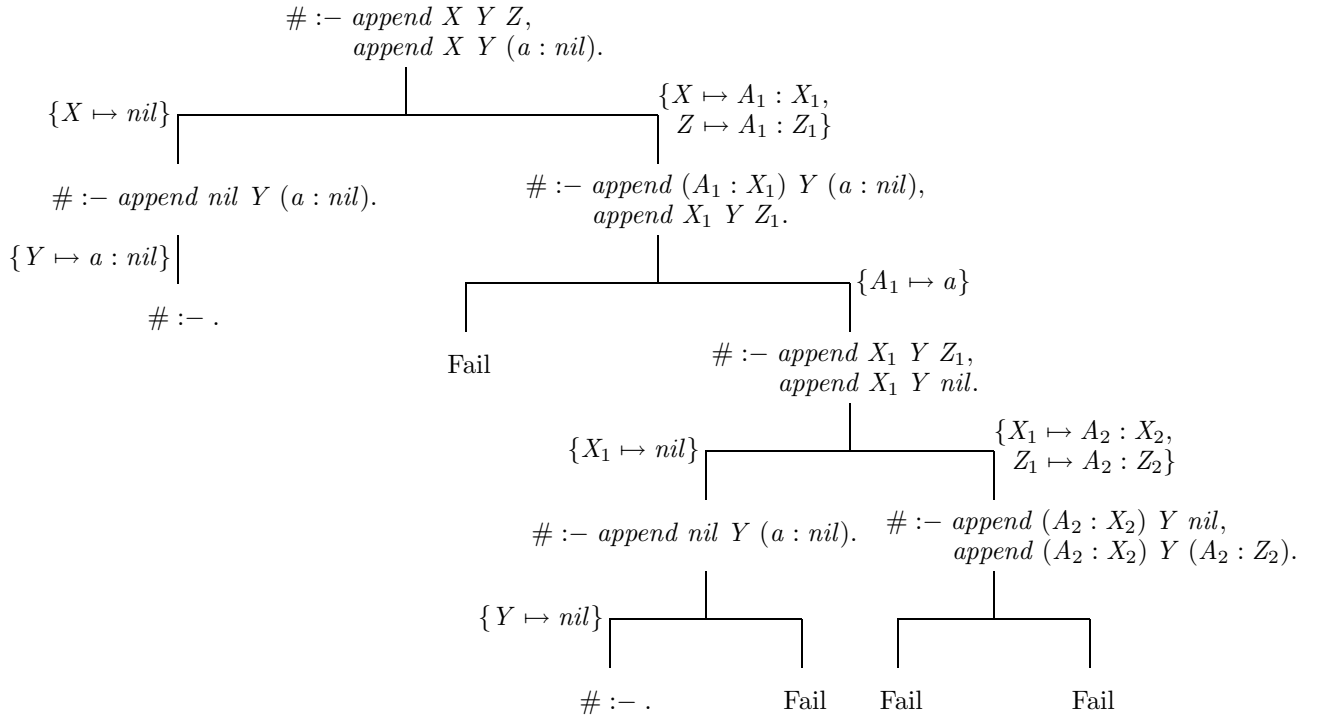 # :− append X Y Z,
append X Y (a : nil).
{X ↦ nil}
{X ↦ A₁ : X₁,
Z ↦ A₁ : Z₁}
# :− append nil Y (a : nil).
# :− append (A₁ : X₁) Y (a : nil),
append X₁ Y Z₁.
{Y ↦ a : nil}
{A₁ ↦ a}
# :− .
Fail
# :− append X₁ Y Z₁,
append X₁ Y nil.
{X₁ ↦ nil}
{X₁ ↦ A₂ : X₂,
Z₁ ↦ A₂ : Z₂}
# :− append nil Y (a : nil).
# :− append (A₂ : X₂) Y nil,
append (A₂ : X₂) Y (A₂ : Z₂).
{Y ↦ nil}
# :− .
Fail
Fail
Fail